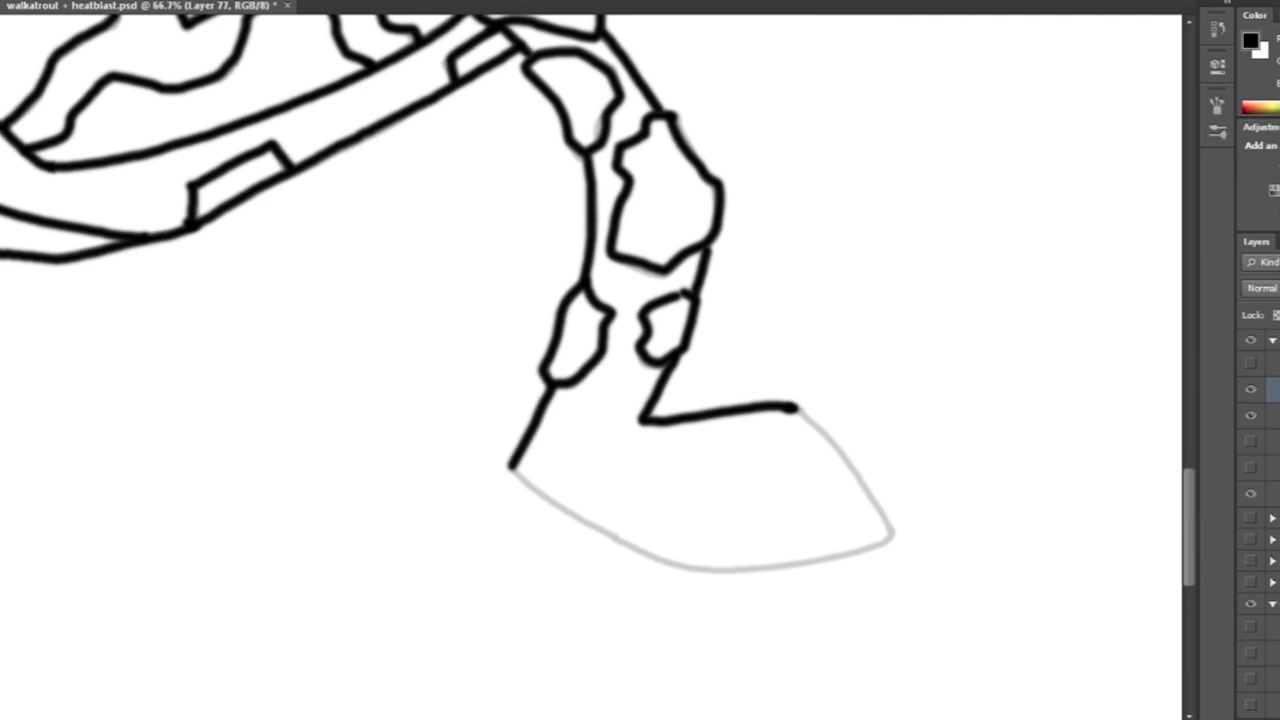 walkatrout + heatblast.psd @ 66.7% (Layer 77, RGB/8) * ×
Color
Adjustm
Add an
Layers
Kind
Normal
Lock: